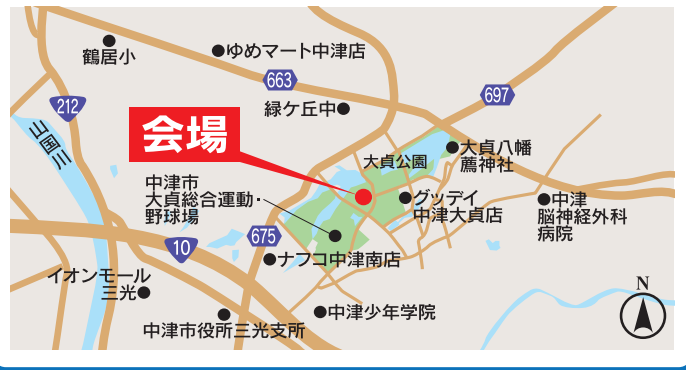 鶴居小
ゆめマート中津店
663
697
212
緑ケ丘中
山国川
会場
大貞公園
大貞八幡
薦神社
中津市
大貞総合運動・
野球場
グッデイ
中津大貞店
中津
脳神経外科
病院
675
10
ナフコ中津南店
イオンモール
三光
N
中津少年学院
中津市役所三光支所